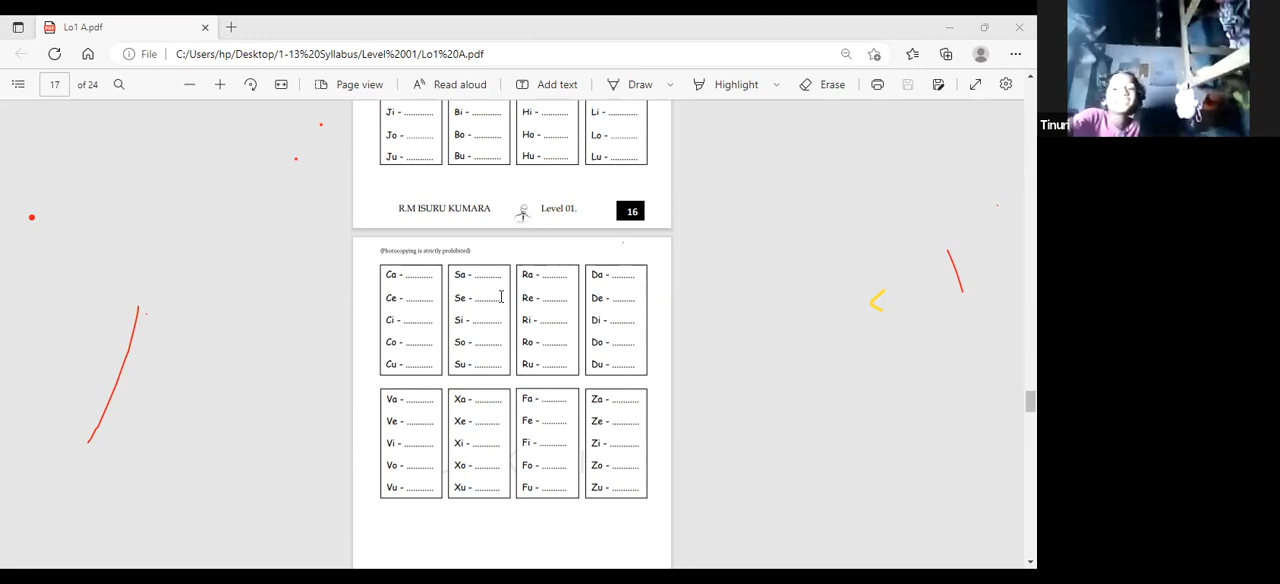 Lo1 A.pdf
File C:/Users/hp/Desktop/1-13%20Syllabus/Level%2001/Lo1%20A.pdf
17 of 24 Page view Read aloud Add text Draw Highlight Erase
Tinuri
Ji - ............ Bi - ............ Hi - ............ Li - ............
Jo - ............ Bo - ............ Ho - ............ Lo - ............
Ju - ............ Bu - ............ Hu - ............ Lu - ............
R.M ISURU KUMARA Level 01. 16
(Photocopying is strictly prohibited)
Ca - ............ Sa - ............ Ra - ............ Da - ............
Ce - ............ Se - ............ Re - ............ De - ............
Ci - ............ Si - ............ Ri - ............ Di - ............
Co - ............ So - ............ Ro - ............ Do - ............
Cu - ............ Su - ............ Ru - ............ Du - ............
Va - ............ Xa - ............ Fa - ............ Za - ............
Ve - ............ Xe - ............ Fe - ............ Ze - ............
Vi - ............ Xi - ............ Fi - ............ Zi - ............
Vo - ............ Xo - ............ Fo - ............ Zo - ............
Vu - ............ Xu - ............ Fu - ............ Zu - ............